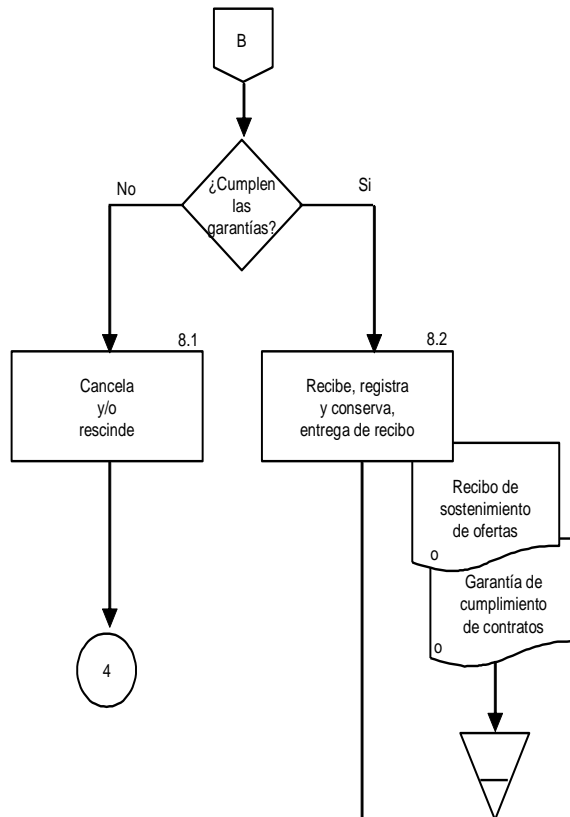 B
¿Cumplen
las
garantías?
No
Si
8.1
8.2
Cancela
y/o
rescinde
Recibe, registra
y conserva,
entrega de recibo
Recibo de
sostenimiento
de ofertas
o
Garantía de
cumplimiento
de contratos
o
4